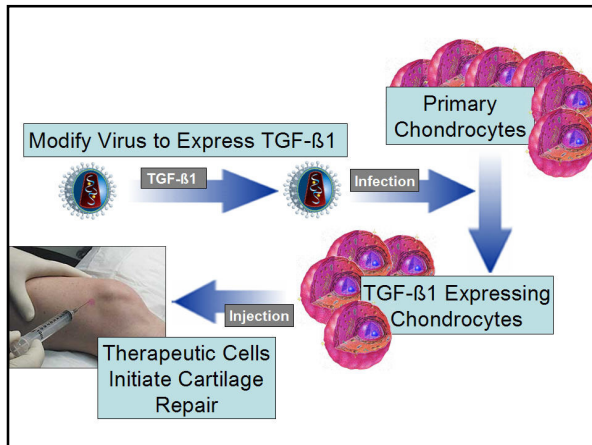 Primary
Chondrocytes
Modify Virus to Express TGF-ß1
TGF-ß1
Infection
TGF-ß1 Expressing
Chondrocytes
Injection
Therapeutic Cells
Initiate Cartilage
Repair